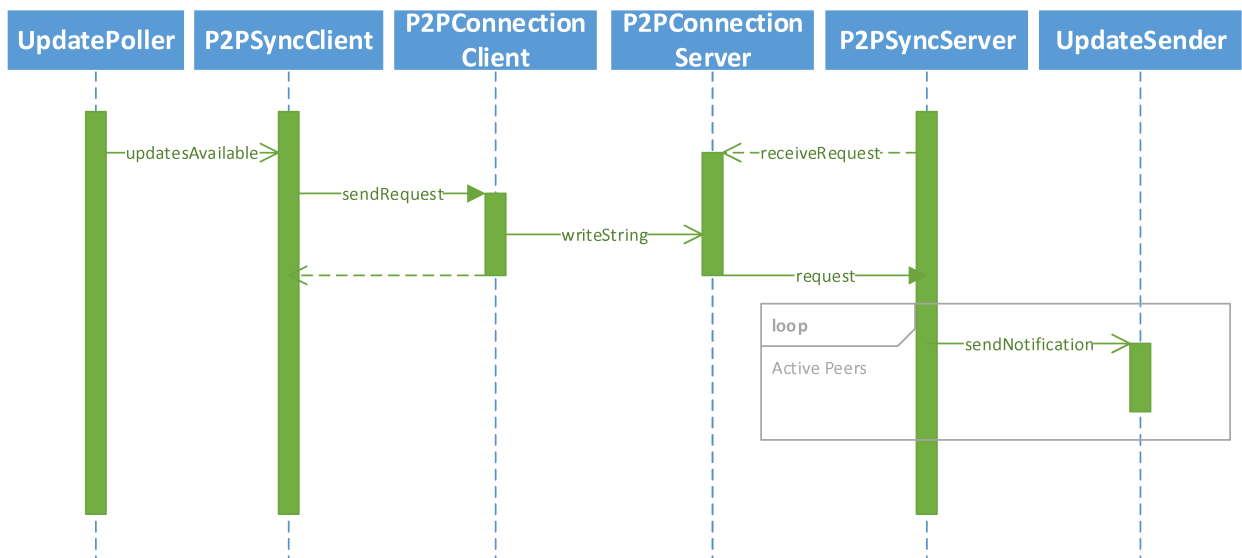 UpdatePoller
P2PSyncClient
P2PConnection
Client
P2PConnection
Server
P2PSyncServer
UpdateSender
updatesAvailable
receiveRequest
sendRequest
writeString
request
loop
sendNotification
Active Peers